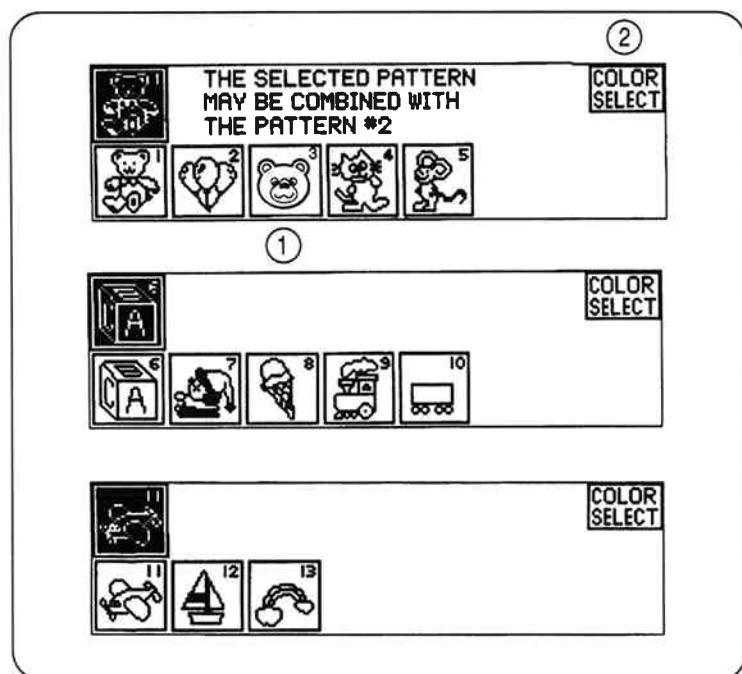 ②
THE SELECTED PATTERN
MAY BE COMBINED WITH
THE PATTERN #2
COLOR
SELECT
1
1 2 3 4 5
①
6
COLOR
SELECT
C A
6 7 8 9 10
C A
11
COLOR
SELECT
11 12 13